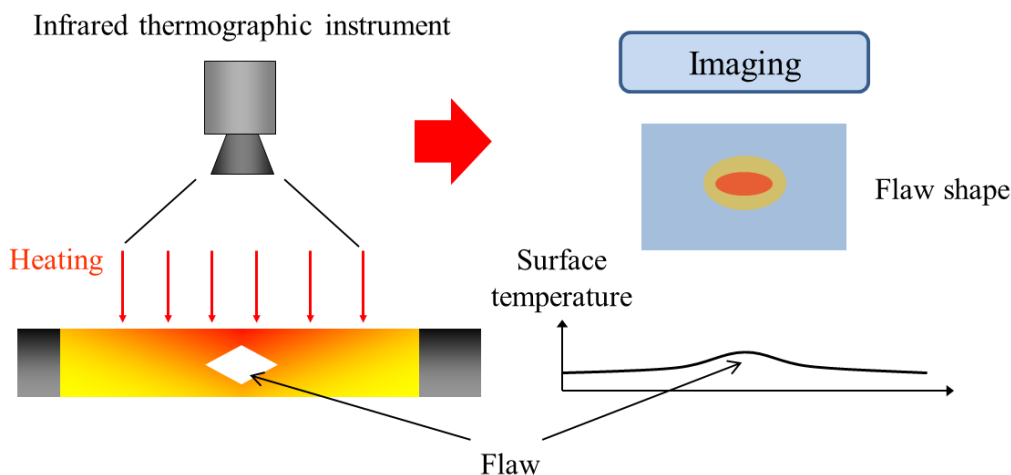 Infrared thermographic instrument
Imaging
Flaw shape
Heating
Surface
temperature
Flaw